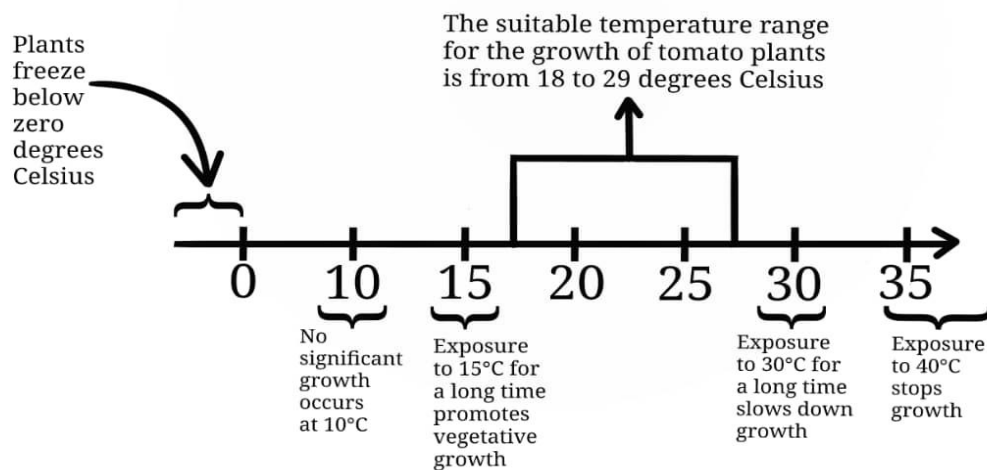 The suitable temperature range
for the growth of tomato plants
is from 18 to 29 degrees Celsius
Plants
freeze
below
zero
degrees
Celsius
0 10 15 20 25 30 35
No
significant
growth
occurs
at 10°C
Exposure
to 15°C for
a long time
promotes
vegetative
growth
Exposure
to 30°C for
a long time
slows down
growth
Exposure
to 40°C
stops
growth